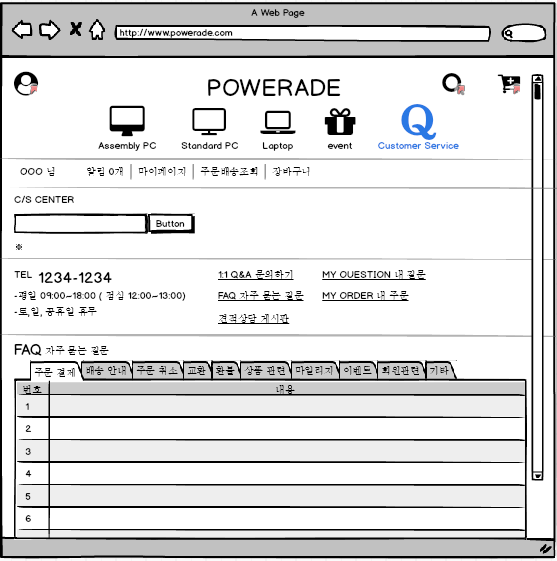 A Web Page
http://www.powerade.com
POWERADE
Assembly PC Standard PC Laptop event Customer Service
OOO 님 알림 0개 마이페이지 주문배송조회 장바구니
C/S CENTER
Button
※
TEL 1234-1234 1:1 Q&A 문의하기 MY QUESTION 내 질문
-평일 09:00~18:00 ( 점심 12:00~13:00) FAQ 자주 묻는 질문 MY ORDER 내 주문
-토,일, 공휴일 휴무 견적상담 게시판
FAQ 자주 묻는 질문
주문 결제 배송 안내 주문 취소 교환 환불 상품 관련 마일리지 이벤트 회원관련 기타
번호 내용
1
2
3
4
5
6